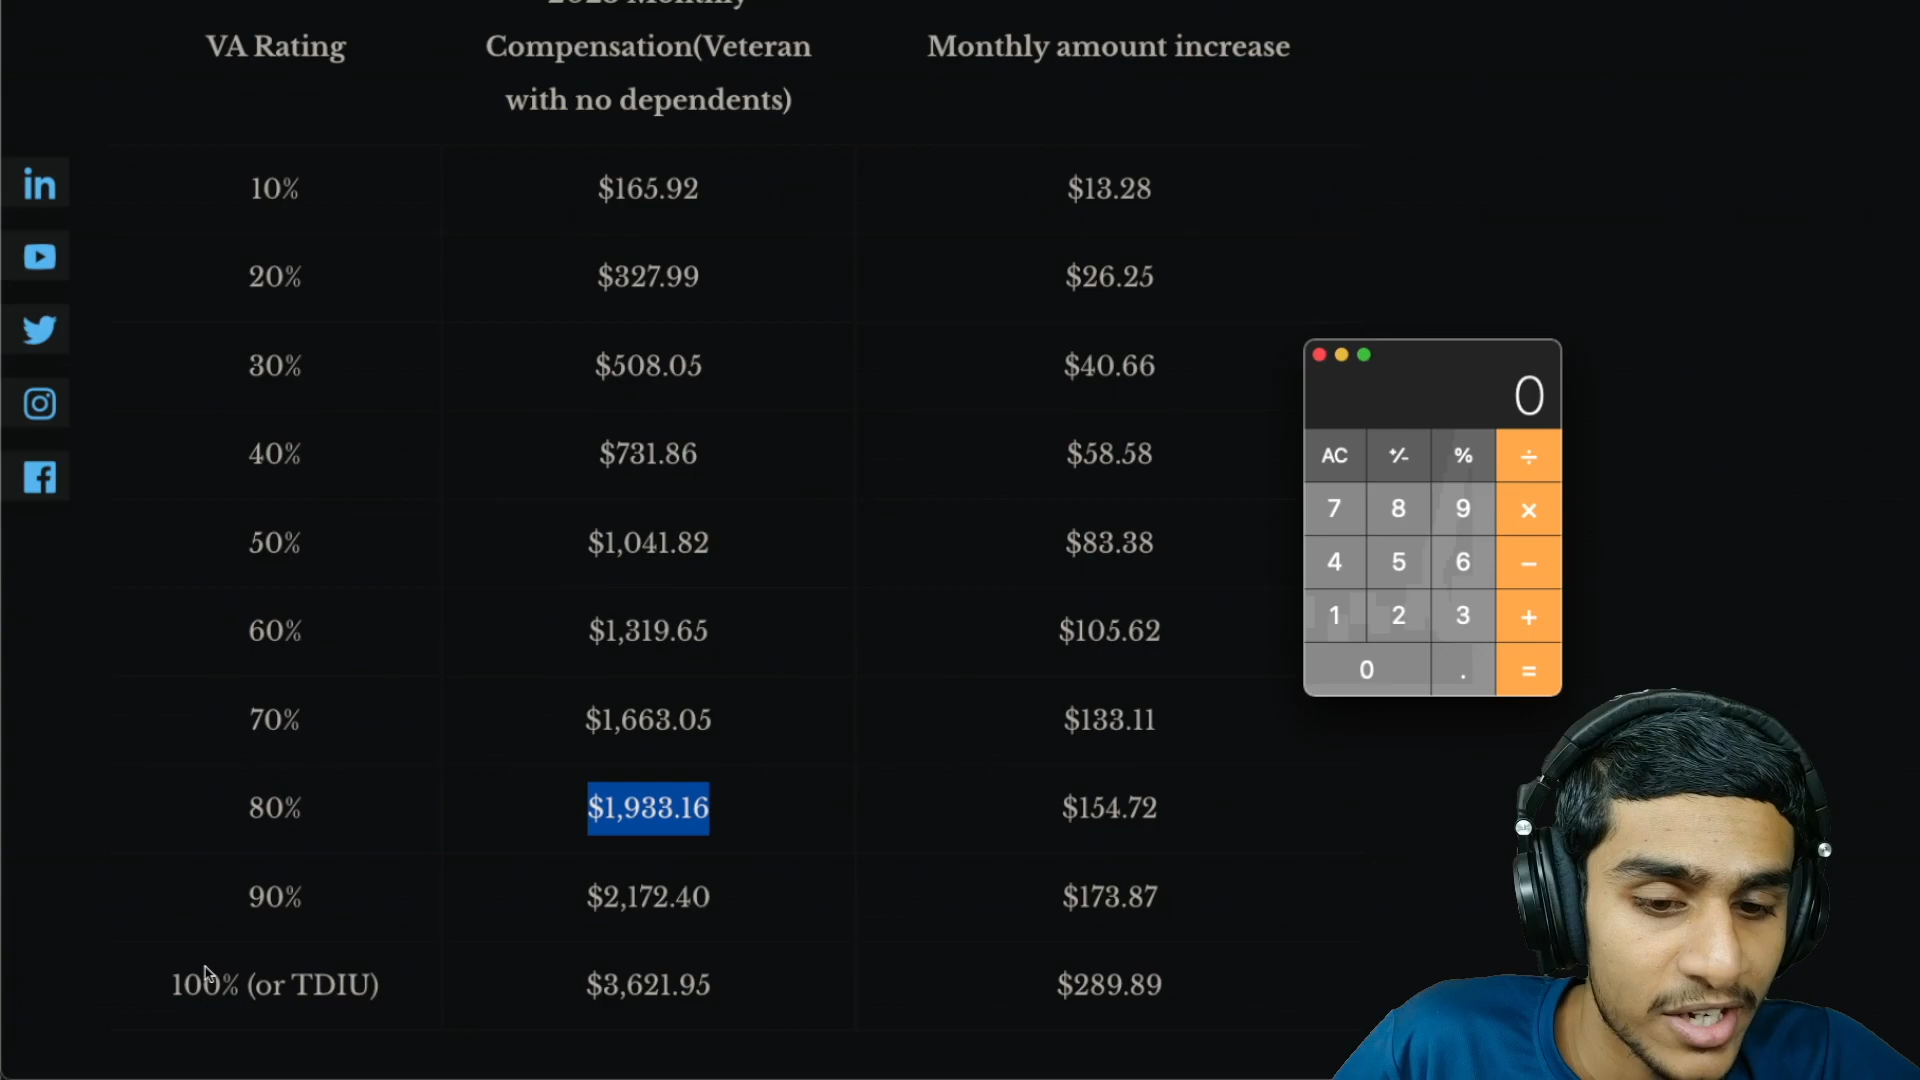 VA Rating
Compensation(Veteran
with no dependents)
Monthly amount increase
10% $165.92 $13.28
20% $327.99 $26.25
30% $508.05 $40.66
40% $731.86 $58.58
50% $1,041.82 $83.38
60% $1,319.65 $105.62
70% $1,663.05 $133.11
80% $1,933.16 $154.72
90% $2,172.40 $173.87
100% (or TDIU) $3,621.95 $289.89
in
0
AC +/- % ÷
7 8 9 ×
4 5 6 −
1 2 3 +
0 . =